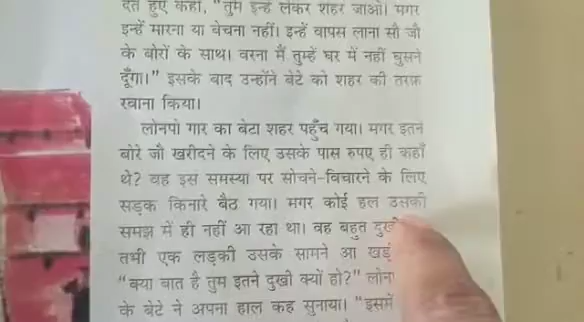 देते हुए कहा, "तुम इन्हें लेकर शहर जाओ। मगर
इन्हें मारना या बेचना नहीं। इन्हें वापस लाना सौ जौ
के बोरों के साथ। वरना मैं तुम्हें घर में नहीं घुसने
दूँगा।" इसके बाद उन्होंने बेटे को शहर की तरफ़
रवाना किया।
लोनपो गार का बेटा शहर पहुँच गया। मगर इतने
बोरे जौ खरीदने के लिए उसके पास रुपए ही कहाँ
थे? वह इस समस्या पर सोचने-विचारने के लिए
सड़क किनारे बैठ गया। मगर कोई हल उसकी
समझ में ही नहीं आ रहा था। वह बहुत
तभी एक लड़की उसके सामने आ
"क्या बात है तुम इतने दुखी क्यों हो?"
के बेटे ने अपना हाल कह सुनाया। "इसमें